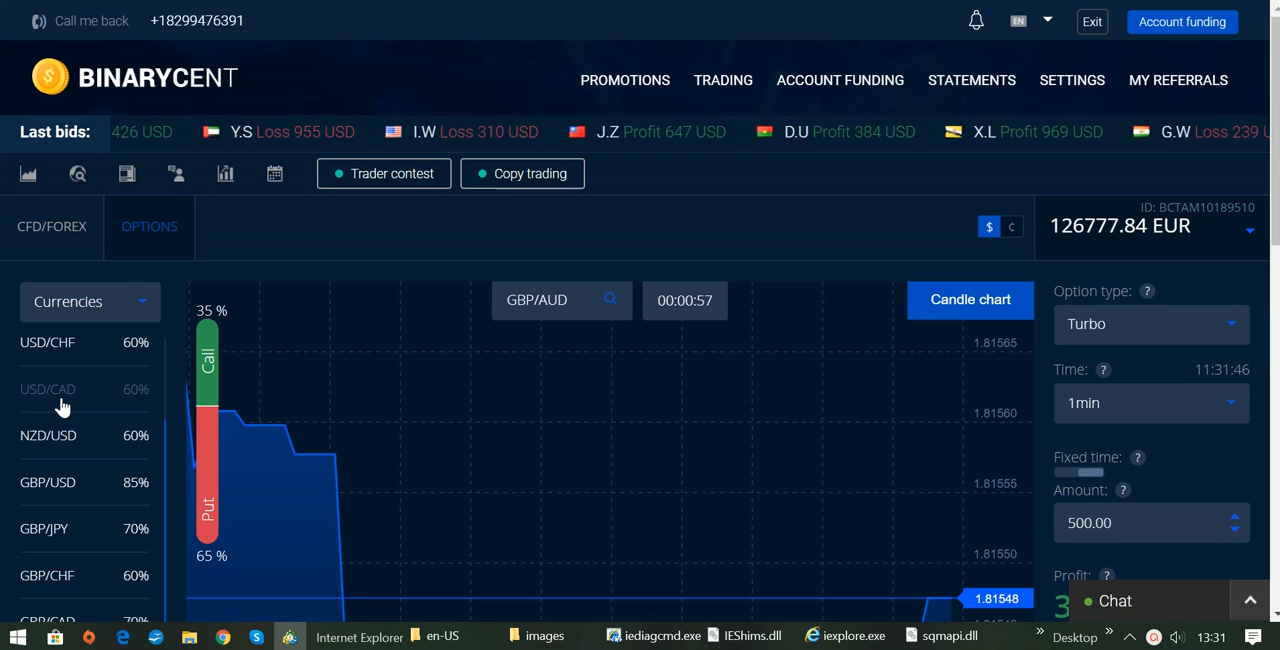 Call me back +18299476391 EN Exit Account funding
BINARYCENT PROMOTIONS TRADING ACCOUNT FUNDING STATEMENTS SETTINGS MY REFERRALS
Last bids: 426 USD Y.S Loss 955 USD I.W Loss 310 USD J.Z Profit 647 USD D.U Profit 384 USD X.L Profit 969 USD G.W Loss 239
Trader contest Copy trading
CFD/FOREX OPTIONS $ ¢ ID: BCTAM10189510
126777.84 EUR
Currencies 35 % GBP/AUD 00:00:57 Candle chart Option type: ?
Turbo
USD/CHF 60% Call 1.81565
USD/CAD 60% Time: ? 11:31:46
1min
1.81560
NZD/USD 60%
Fixed time: ?
GBP/USD 85% 1.81555 Amount: ?
Put 500.00
GBP/JPY 70%
65 % 1.81550
GBP/CHF 60% Profit: ?
1.81548 Chat
Internet Explorer en-US images iediagcmd.exe IEShims.dll iexplore.exe sqmapi.dll » Desktop » 13:31